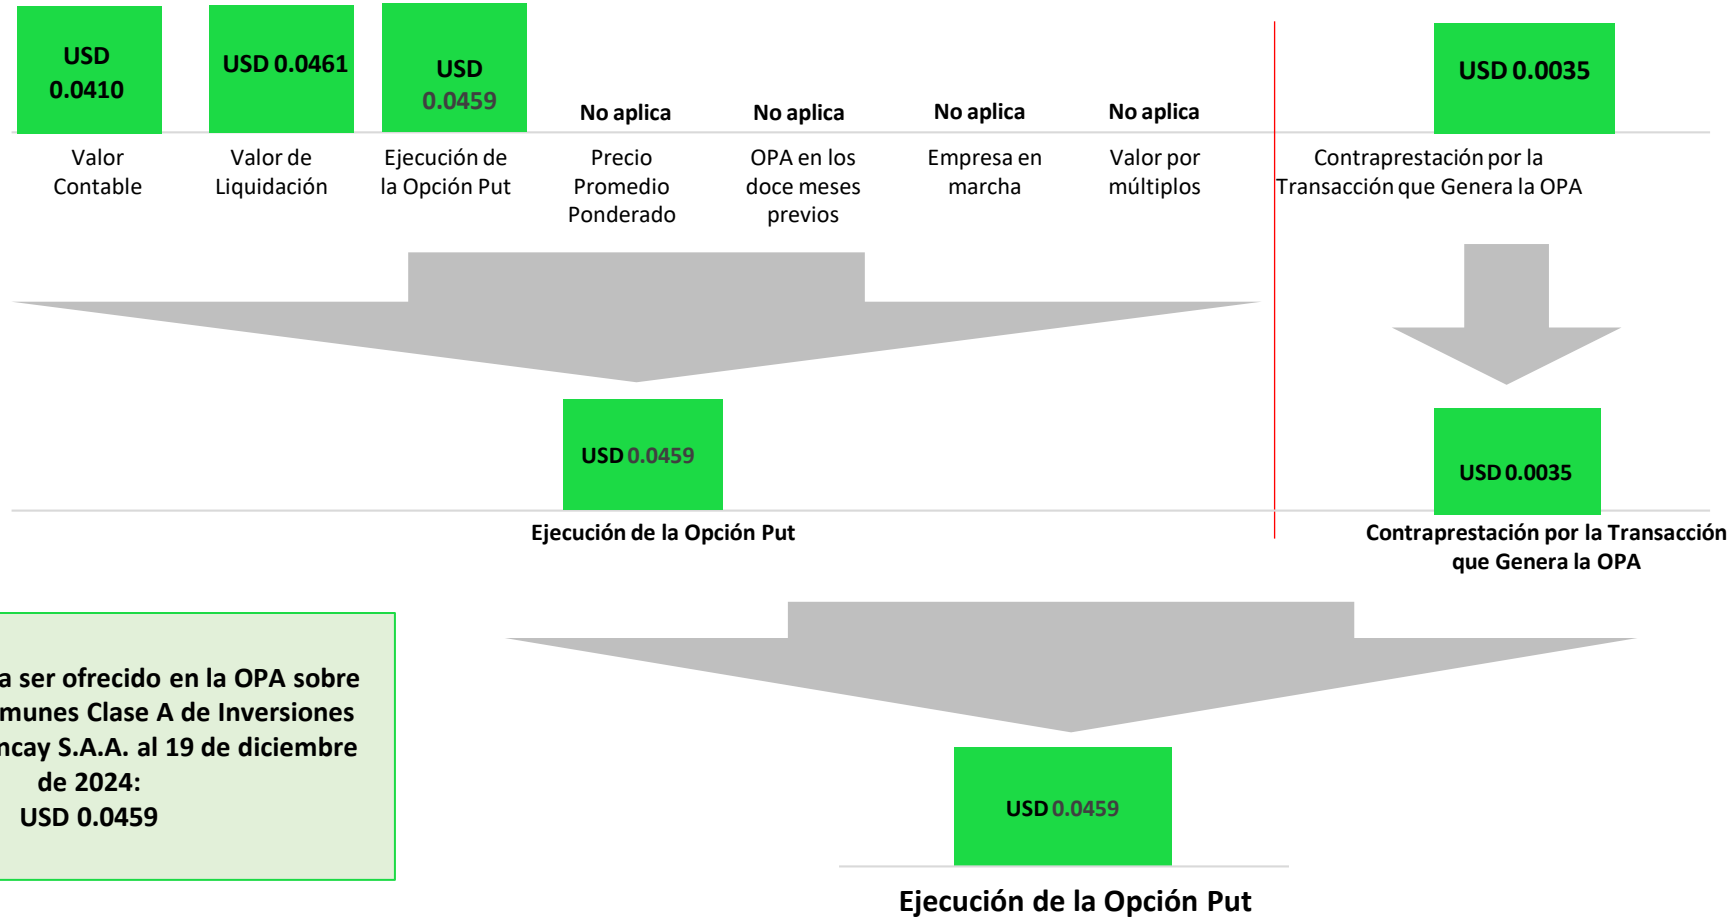 USD
0.0410
USD 0.0461
USD
0.0459
No aplica
No aplica
No aplica
No aplica
USD 0.0035
Valor
Contable
Valor de
Liquidación
Ejecución de
la Opción Put
Precio
Promedio
Ponderado
OPA en los
doce meses
previos
Empresa en
marcha
Valor por
múltiplos
Contraprestación por la
Transacción que Genera la OPA
USD 0.0459
USD 0.0035
Ejecución de la Opción Put
Contraprestación por la Transacción
que Genera la OPA
a ser ofrecido en la OPA sobre
munes Clase A de Inversiones
ncay S.A.A. al 19 de diciembre
de 2024:
USD 0.0459
USD 0.0459
Ejecución de la Opción Put